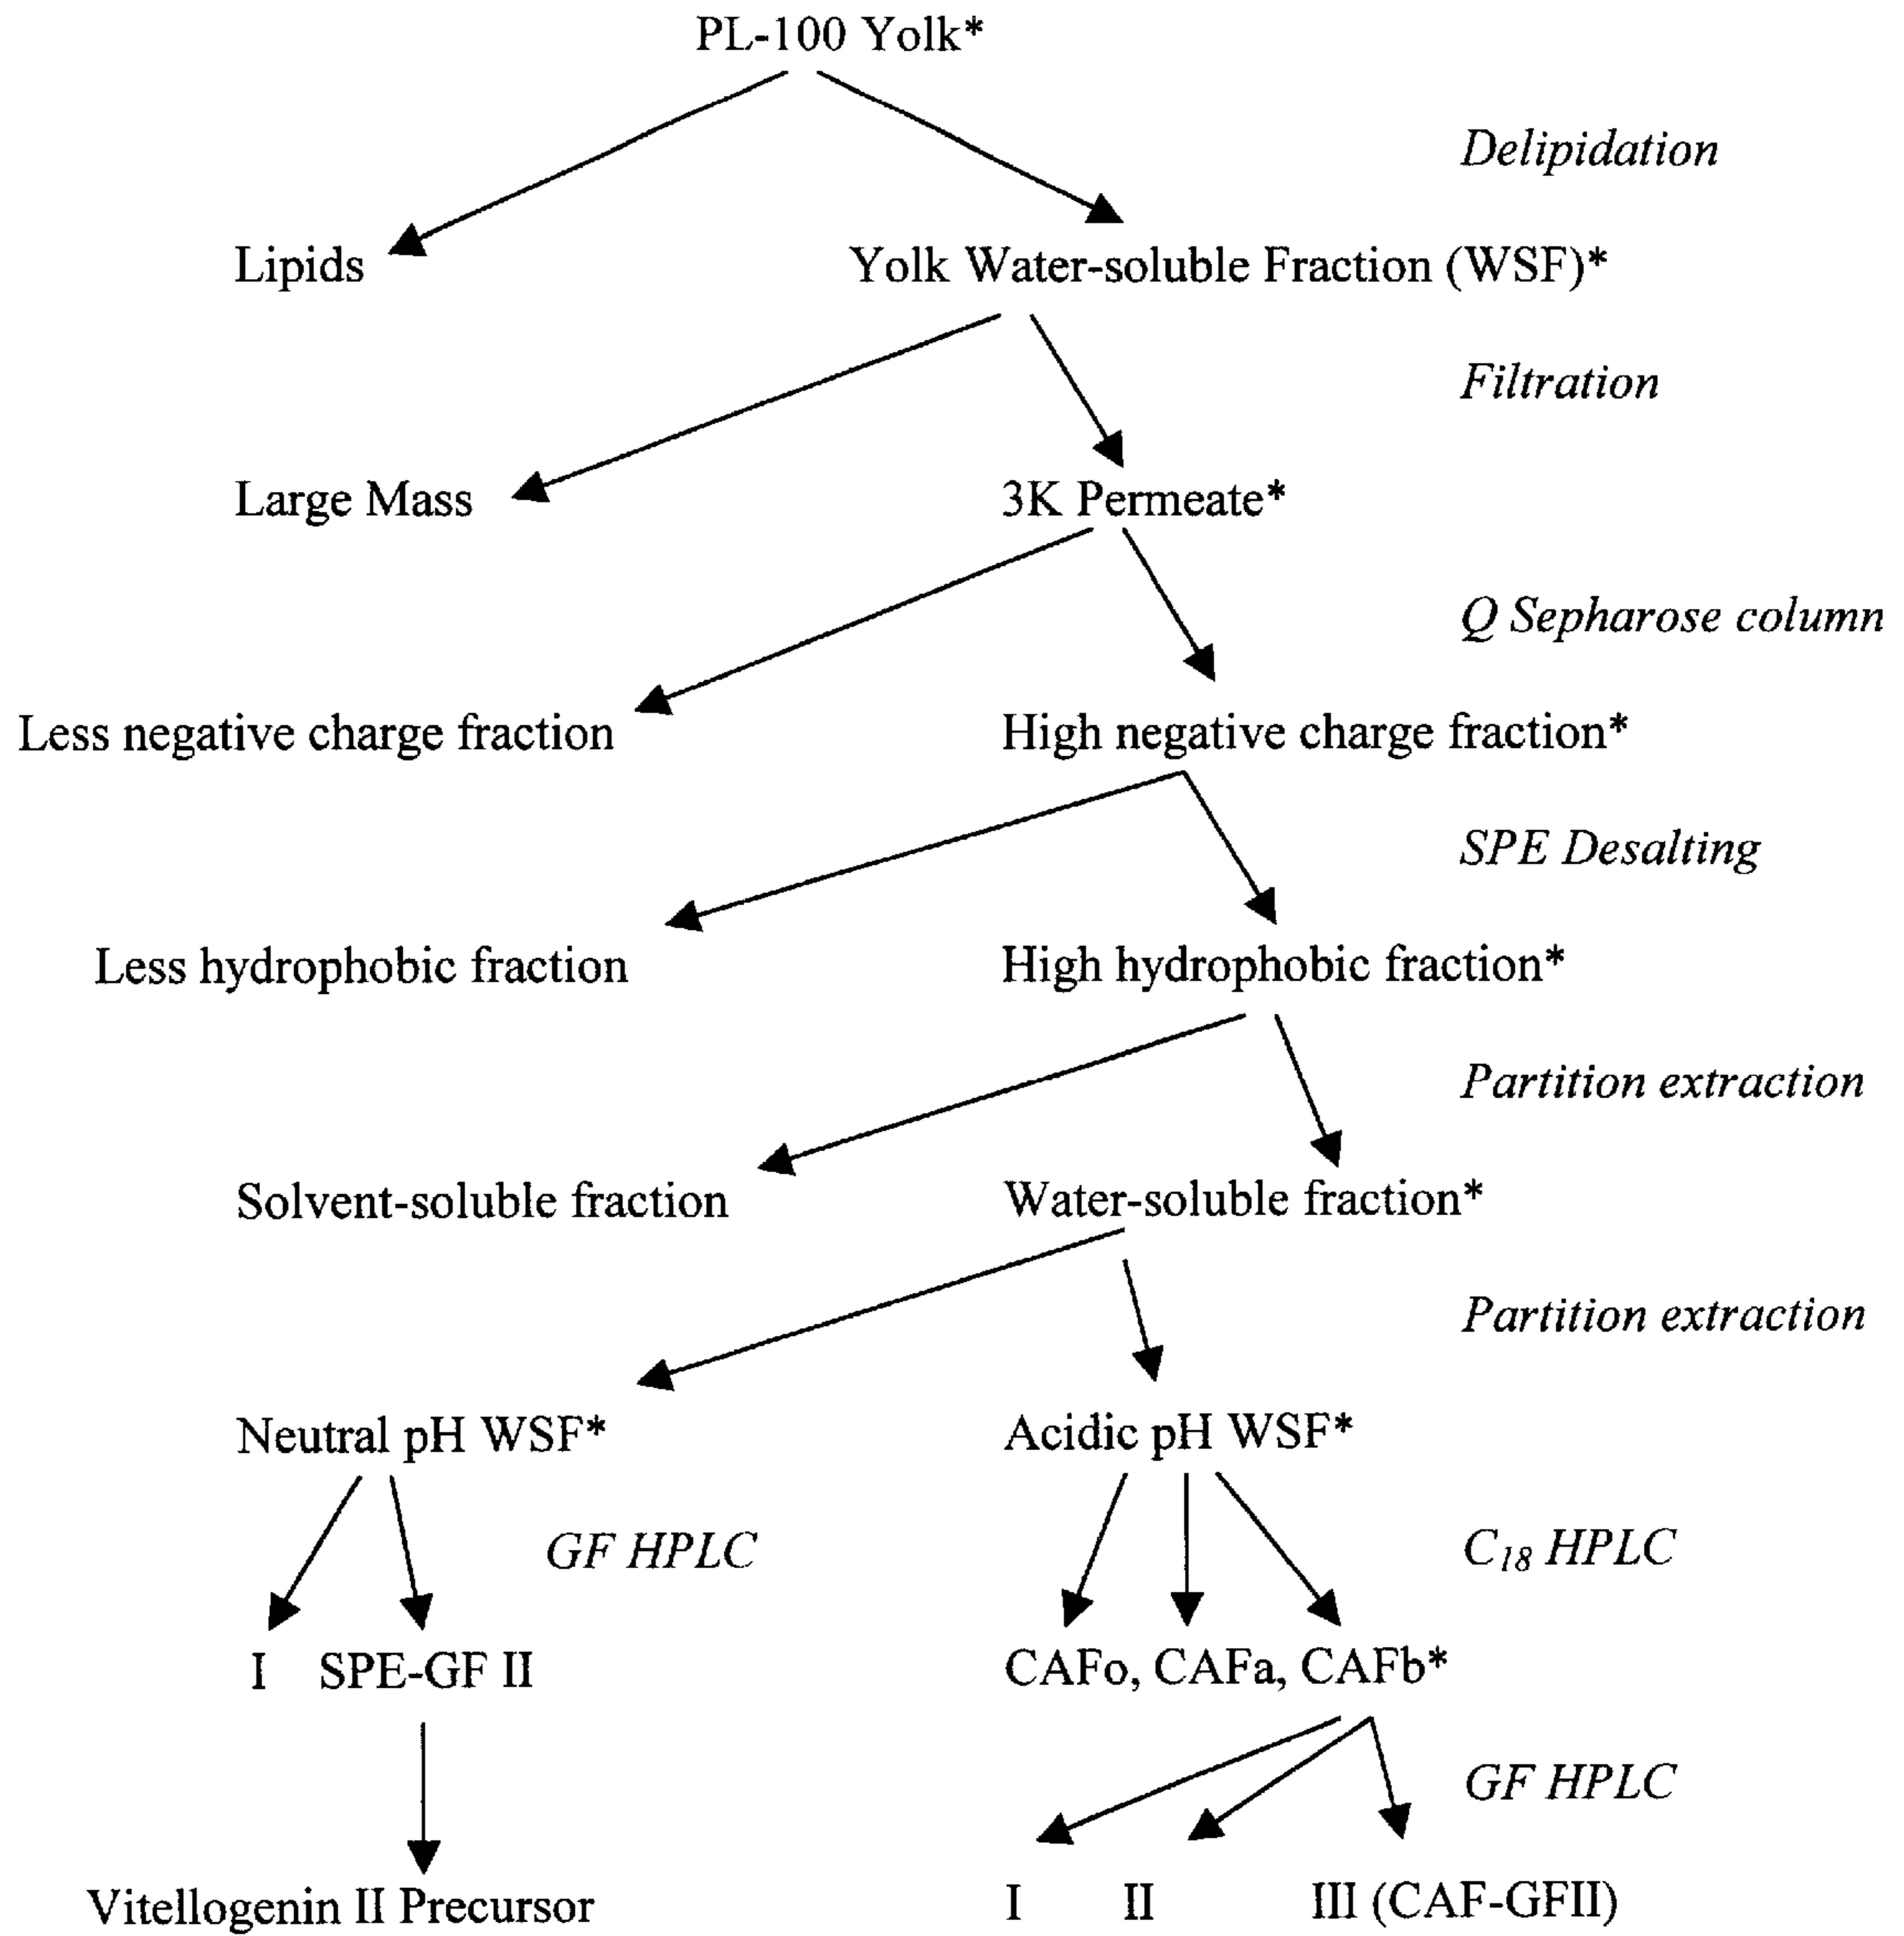 PL-100 Yolk*
Delipidation
Lipids
Yolk Water-soluble Fraction (WSF)*
Filtration
Large Mass
3K Permeate*
Q Sepharose column
Less negative charge fraction
High negative charge fraction*
SPE Desalting
Less hydrophobic fraction
High hydrophobic fraction*
Partition extraction
Solvent-soluble fraction
Water-soluble fraction*
Partition extraction
Neutral pH WSF*
Acidic pH WSF*
GF HPLC
C18 HPLC
I SPE-GF II
CAFo, CAFa, CAFb*
GF HPLC
Vitellogenin II Precursor
I II III (CAF-GFII)